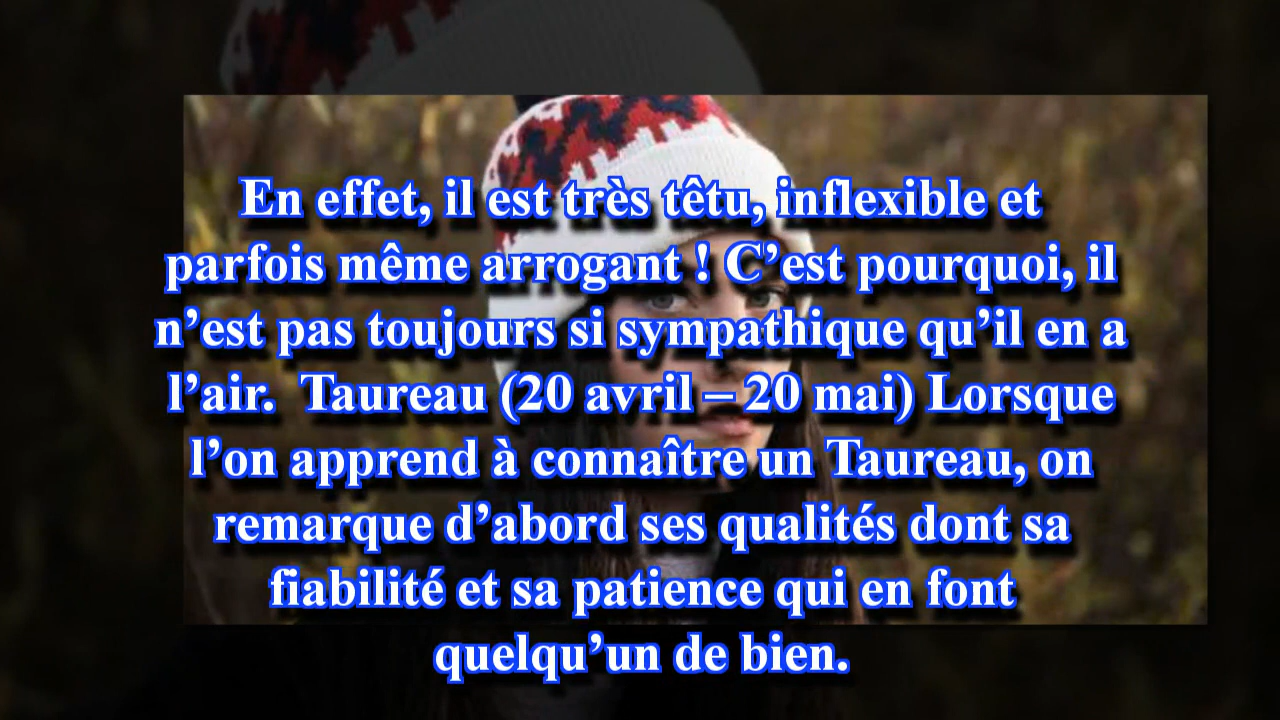 En effet, il est très têtu, inflexible et
parfois même arrogant ! C’est pourquoi, il
n’est pas toujours si sympathique qu’il en a
l’air.  Taureau (20 avril – 20 mai) Lorsque
l’on apprend à connaître un Taureau, on
remarque d’abord ses qualités dont sa
fiabilité et sa patience qui en font
quelqu’un de bien.